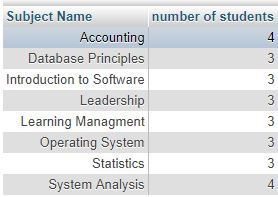 Subject Name number of students
Accounting 4
Database Principles 3
Introduction to Software 3
Leadership 3
Learning Managment 3
Operating System 3
Statistics 3
System Analysis 4